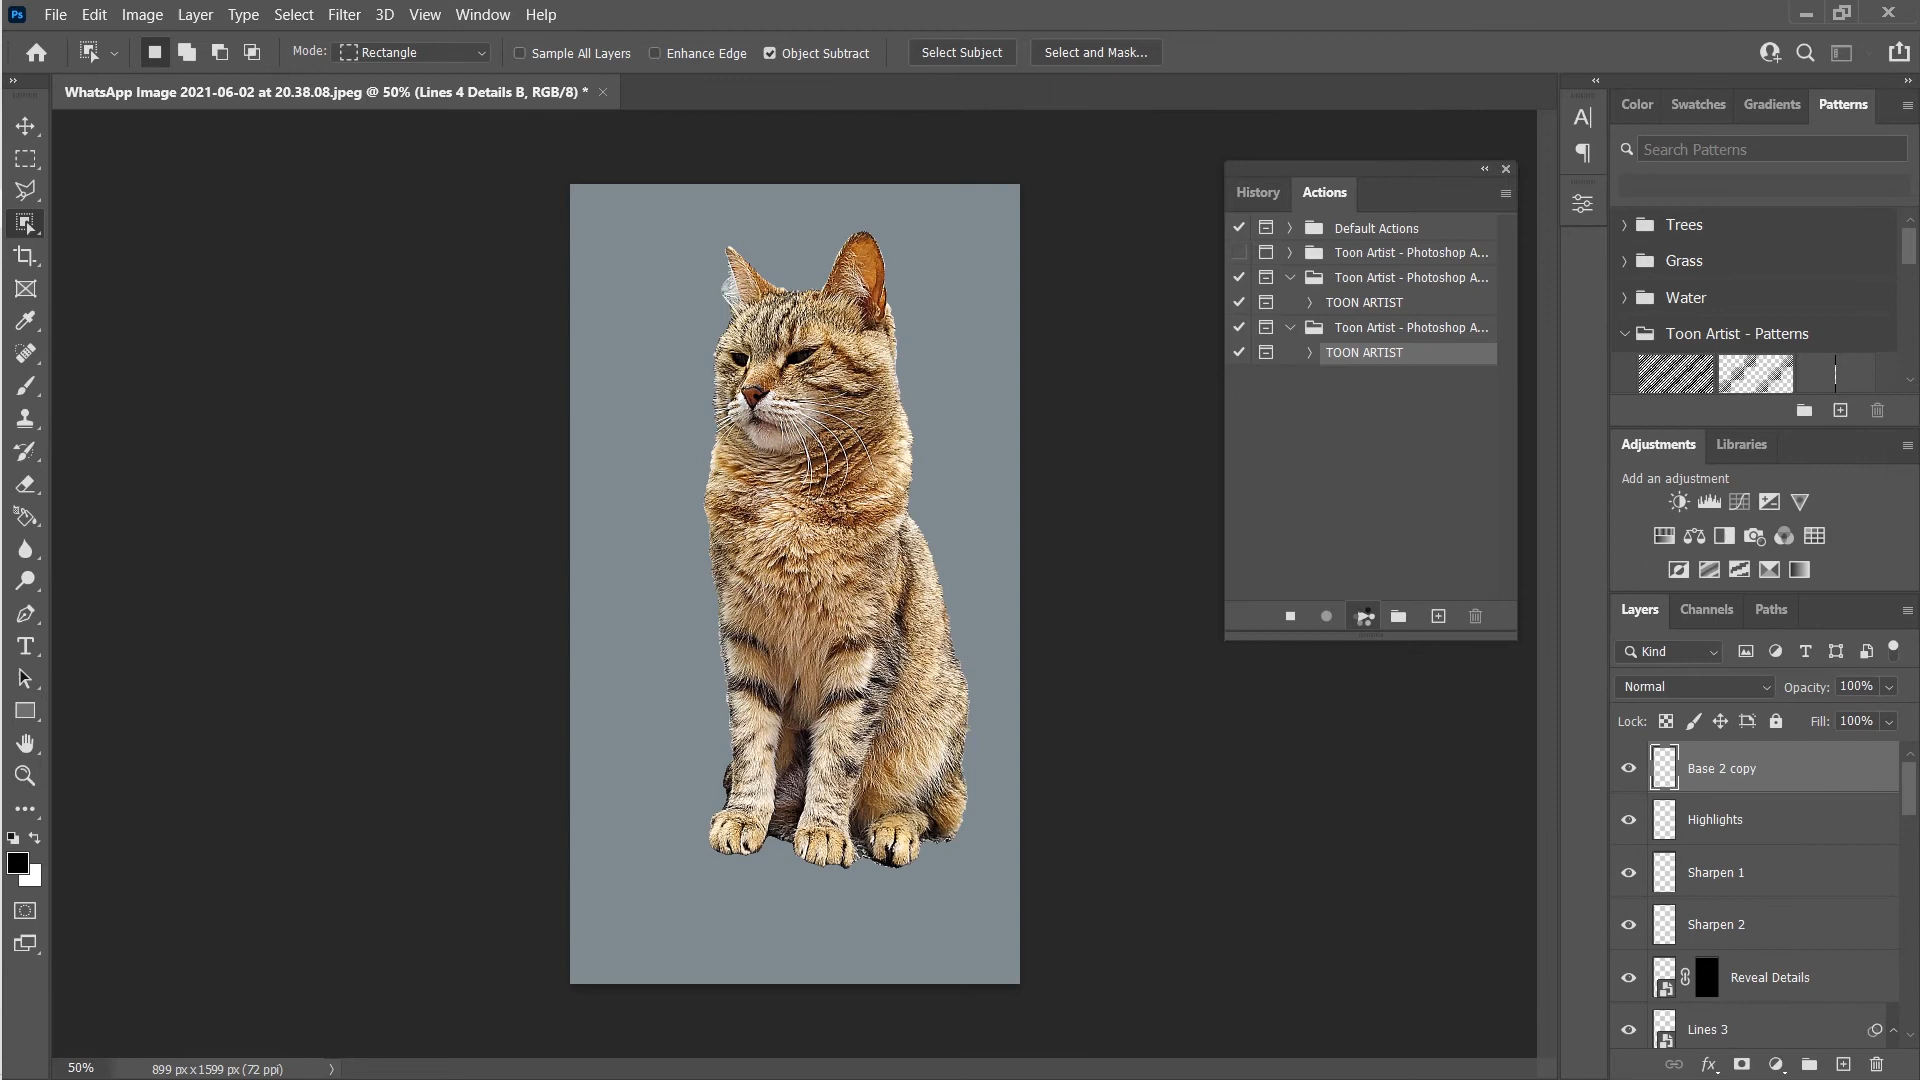 Ps File Edit Image Layer Type Select Filter 3D View Window Help
Mode: Rectangle Sample All Layers Enhance Edge Object Subtract Select Subject Select and Mask...
WhatsApp Image 2021-06-02 at 20.38.08.jpeg @ 50% (Lines 4 Details B, RGB/8) *
History Actions
Default Actions
Toon Artist - Photoshop A...
Toon Artist - Photoshop A...
TOON ARTIST
Toon Artist - Photoshop A...
TOON ARTIST
Color Swatches Gradients Patterns
Search Patterns
Trees
Grass
Water
Toon Artist - Patterns
Adjustments Libraries
Add an adjustment
Layers Channels Paths
Kind
Normal Opacity: 100%
Lock: Fill: 100%
Base 2 copy
Highlights
Sharpen 1
Sharpen 2
Reveal Details
Lines 3
fx
50% 899 px x 1599 px (72 ppi)